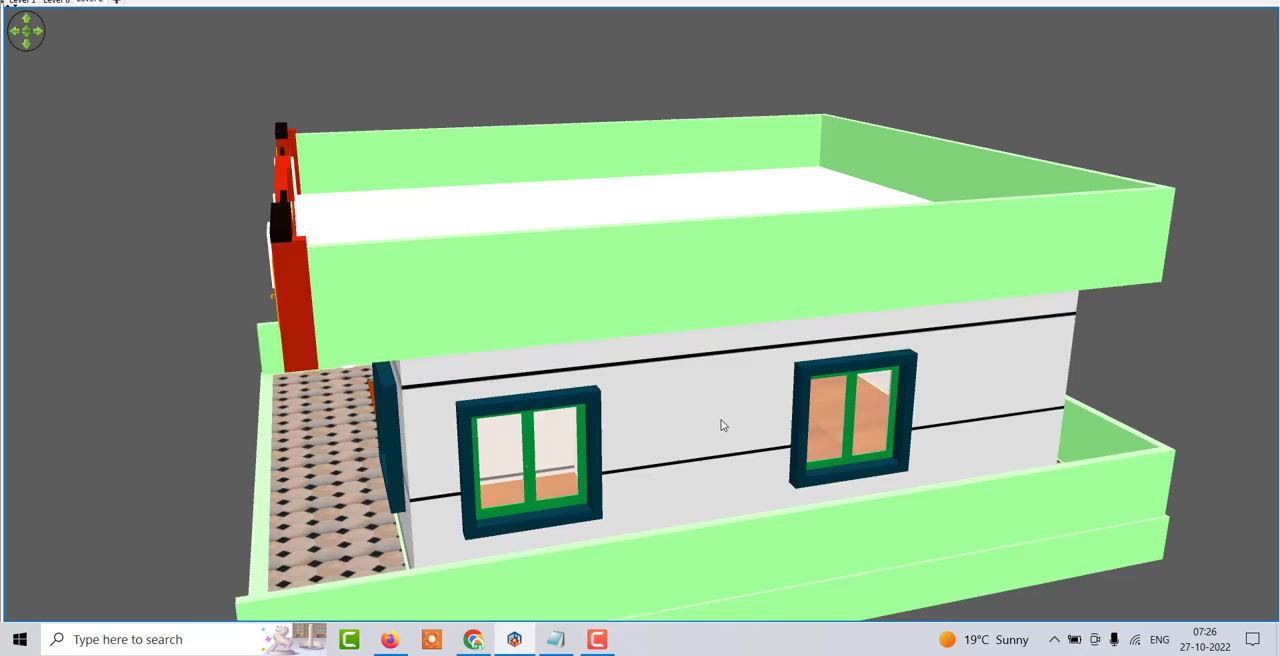 Type here to search
19°C Sunny
ENG
07:26
27-10-2022